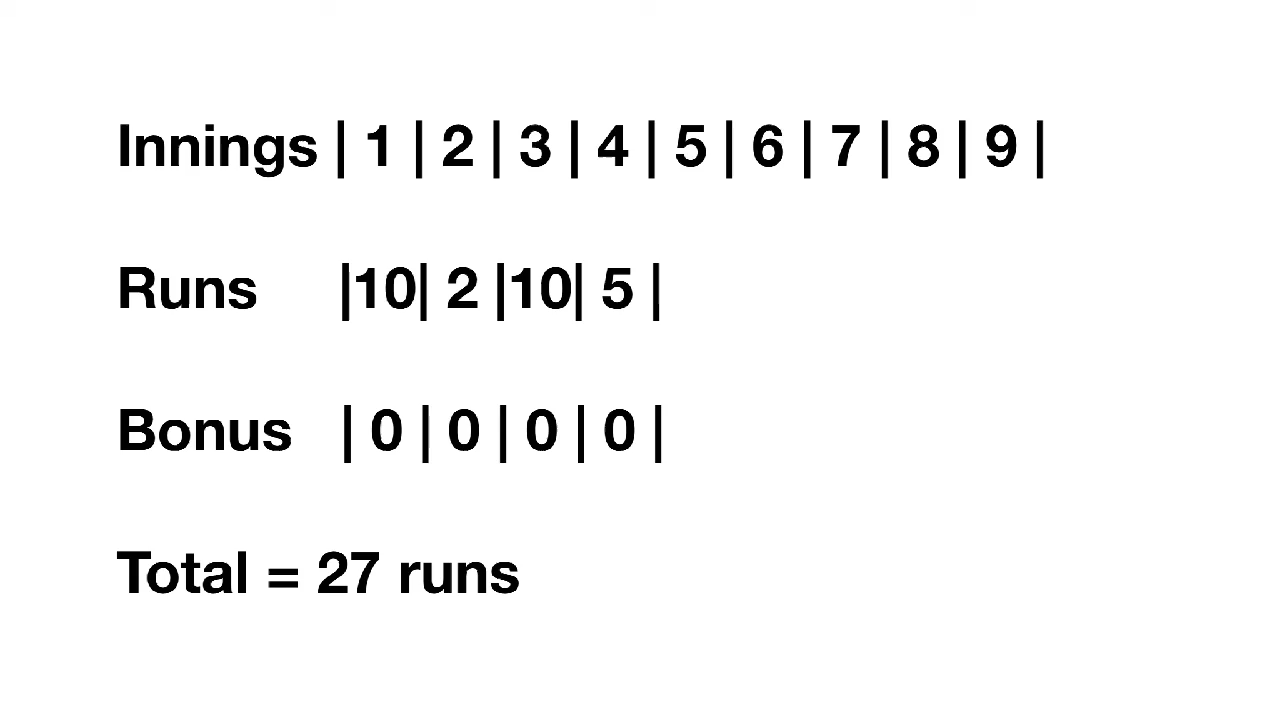 Innings | 1 | 2 | 3 | 4 | 5 | 6 | 7 | 8 | 9 |
Runs |10| 2 |10| 5 |
Bonus | 0 | 0 | 0 | 0 |
Total = 27 runs